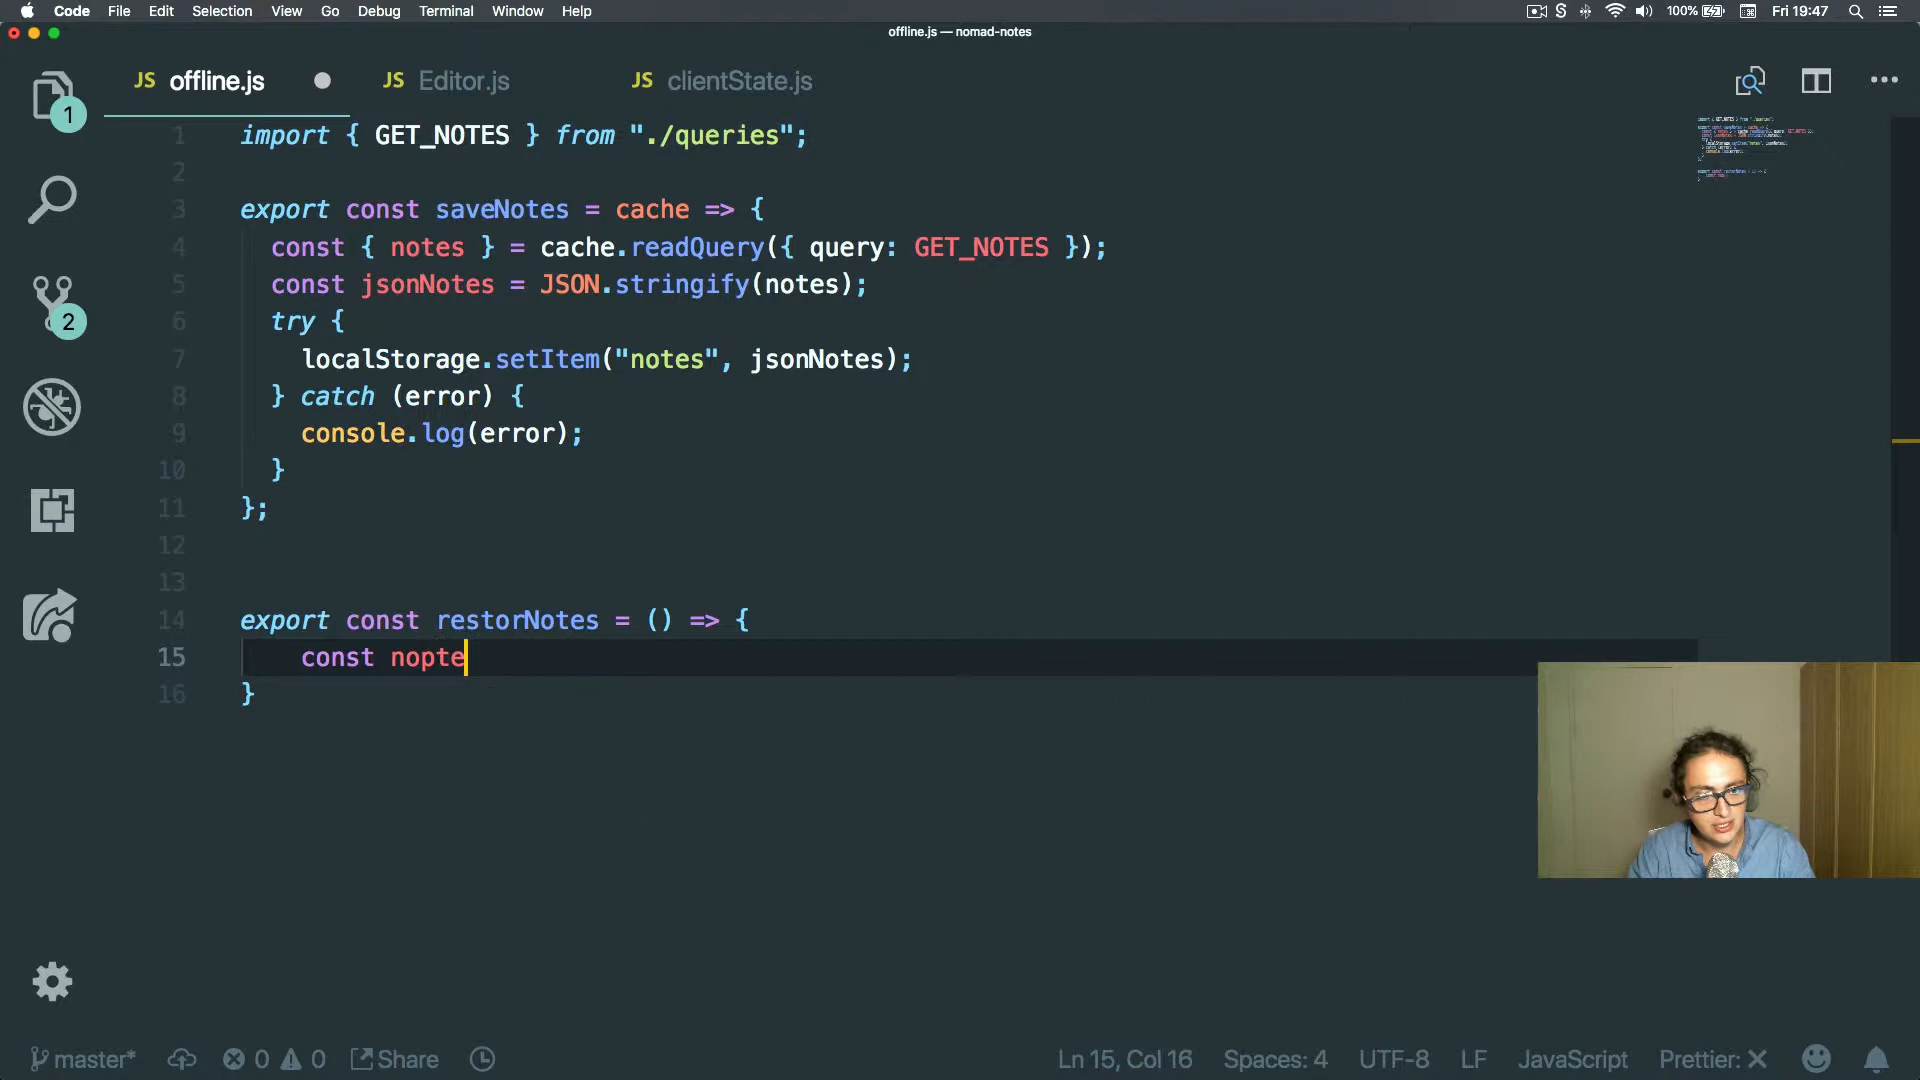 Code File Edit Selection View Go Debug Terminal Window Help 100% Fri 19:47
offline.js — nomad-notes
JS offline.js JS Editor.js JS clientState.js
1
2
1 import { GET_NOTES } from "./queries";
2
3 export const saveNotes = cache => {
4 const { notes } = cache.readQuery({ query: GET_NOTES });
5 const jsonNotes = JSON.stringify(notes);
6 try {
7 localStorage.setItem("notes", jsonNotes);
8 } catch (error) {
9 console.log(error);
10 }
11 };
12
13
14 export const restorNotes = () => {
15 const nopte
16 }
master* 0 0 Share Ln 15, Col 16 Spaces: 4 UTF-8 LF JavaScript Prettier: ✕